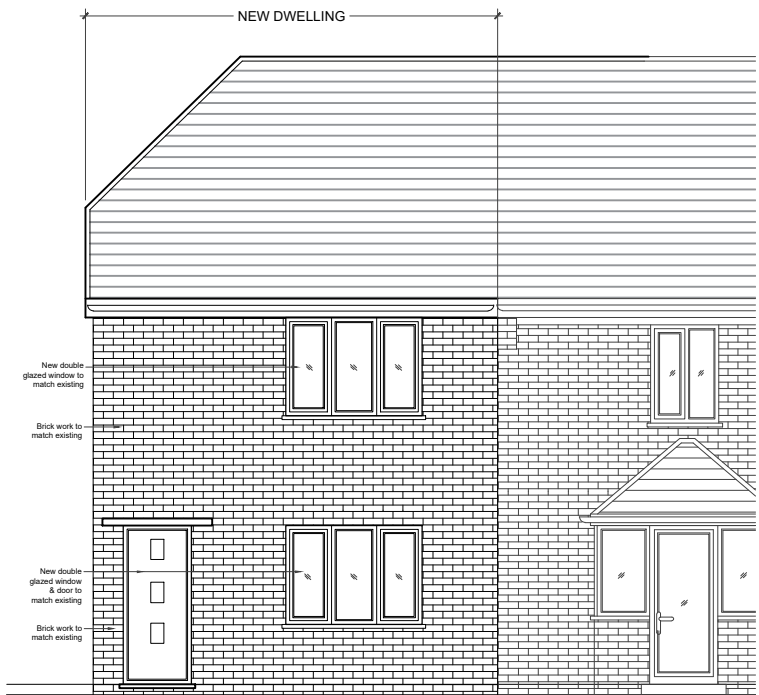 NEW DWELLING
New double
glazed window to
match existing
Brick work to
match existing
New double
glazed window
& door to
match existing
Brick work to
match existing